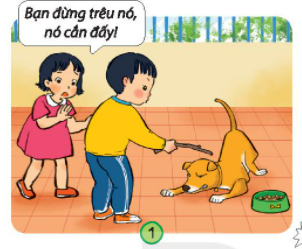 Bạn đừng trêu nó,
nó cắn đấy!
1